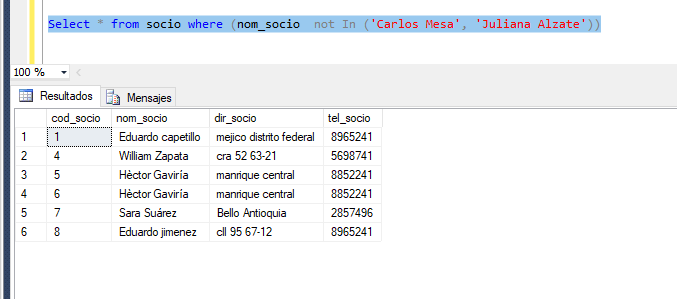 Select * from socio where (nom_socio  not In ('Carlos Mesa', 'Juliana Alzate'))
100 %
Resultados Mensajes
cod_socio nom_socio dir_socio tel_socio
1 1 Eduardo capetillo mejico distrito federal 8965241
2 4 William Zapata cra 52 63-21 5698741
3 5 Hèctor Gaviría manrique central 8852241
4 6 Hèctor Gaviría manrique central 8852241
5 7 Sara Suárez Bello Antioquia 2857496
6 8 Eduardo jimenez cll 95 67-12 8965241